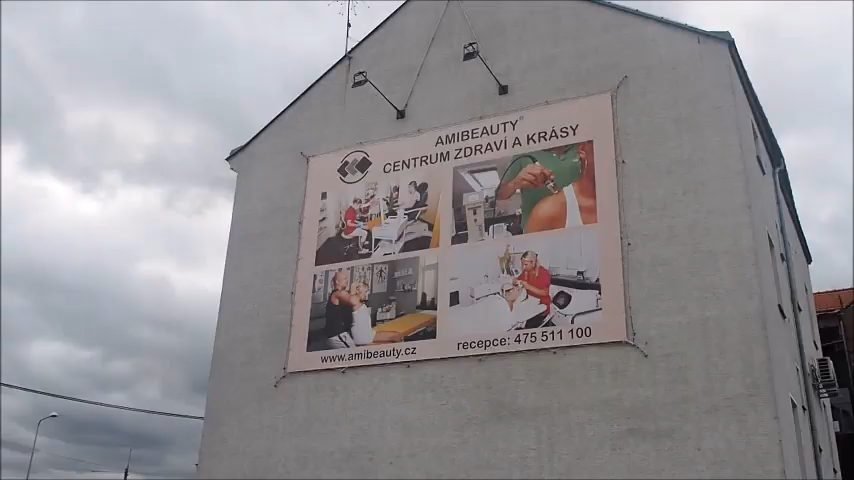 AMIBEAUTY®
CENTRUM ZDRAVÍ A KRÁSY
www.amibeauty.cz
recepce: 475 511 100